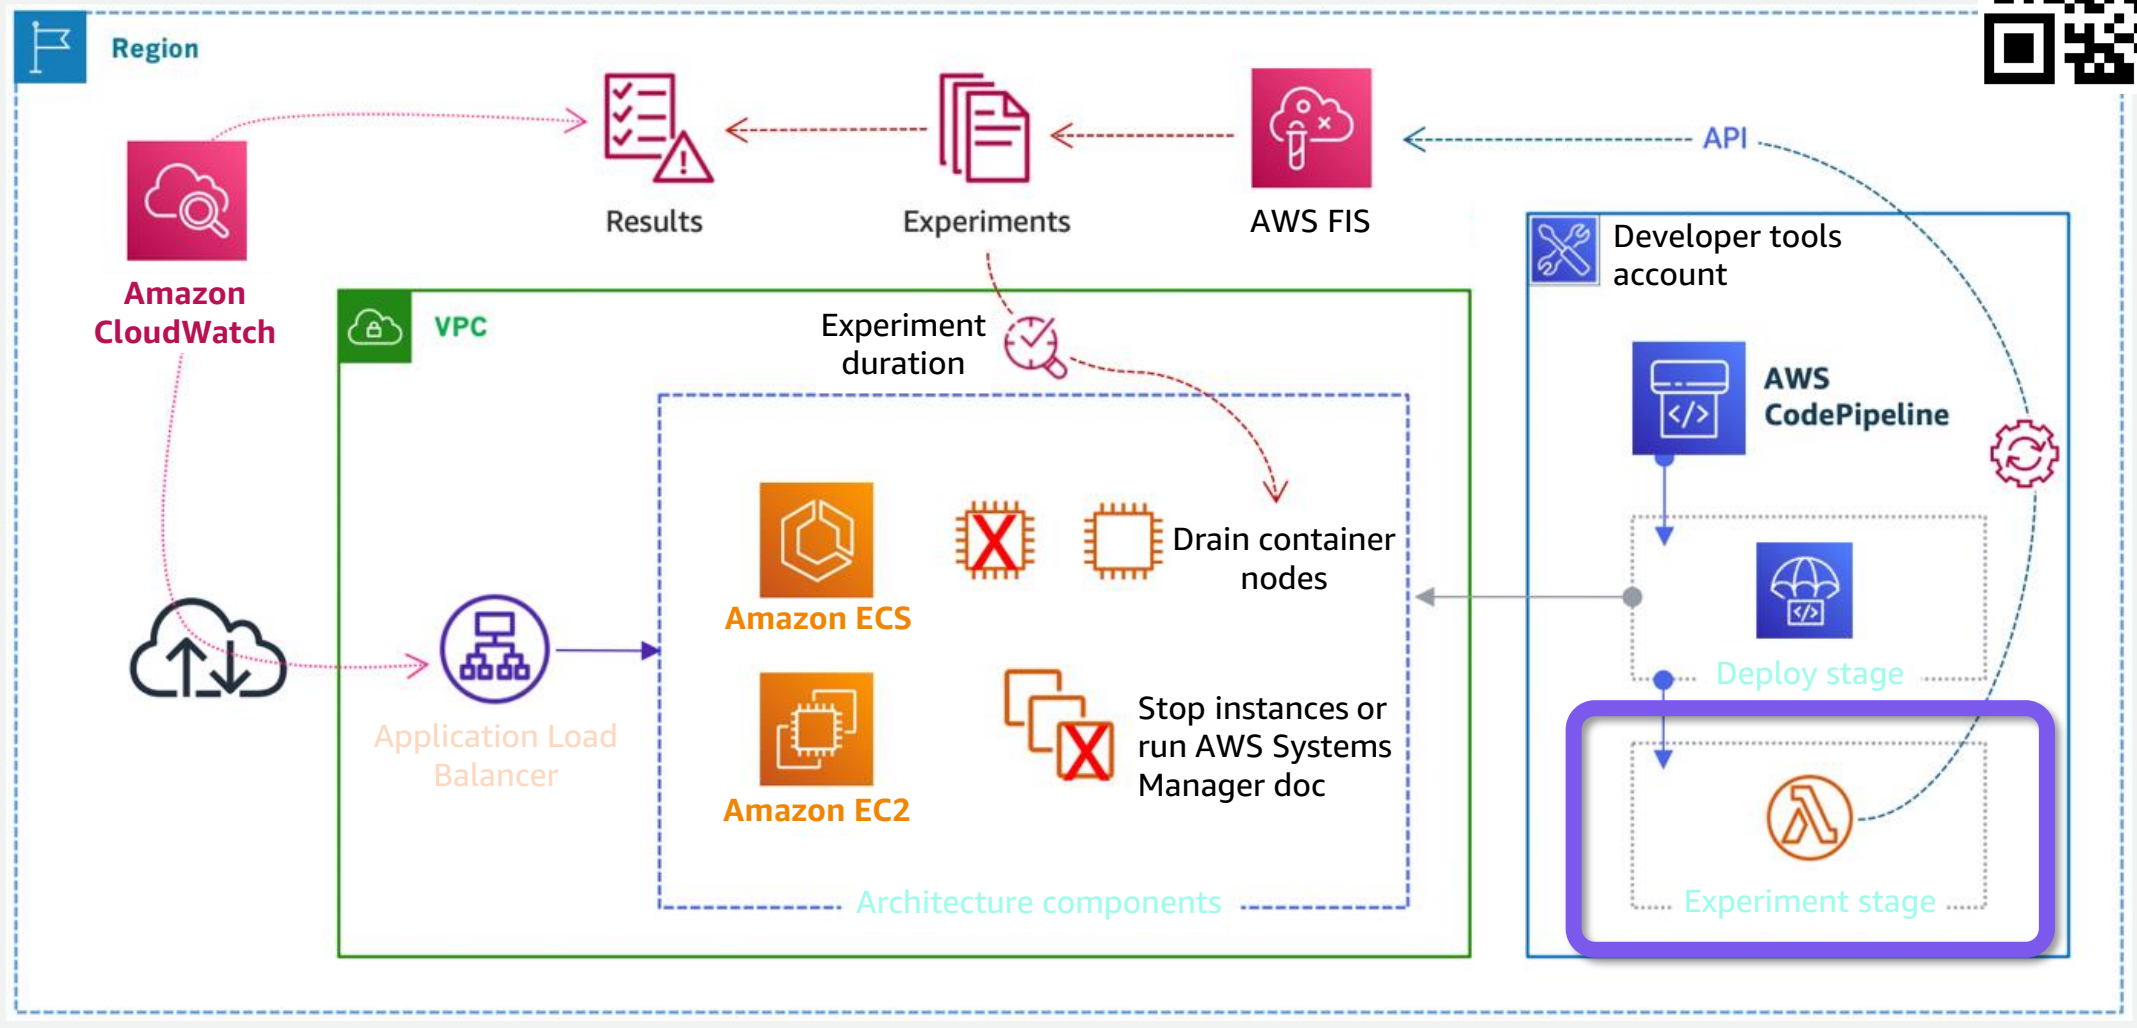 Region
API
Results
Experiments
AWS FIS
Developer tools
account
Amazon
CloudWatch
VPC
Experiment
duration
AWS
CodePipeline
Drain container
nodes
Amazon ECS
Deploy stage
Application Load
Balancer
Stop instances or
run AWS Systems
Manager doc
Amazon EC2
Architecture components
Experiment stage